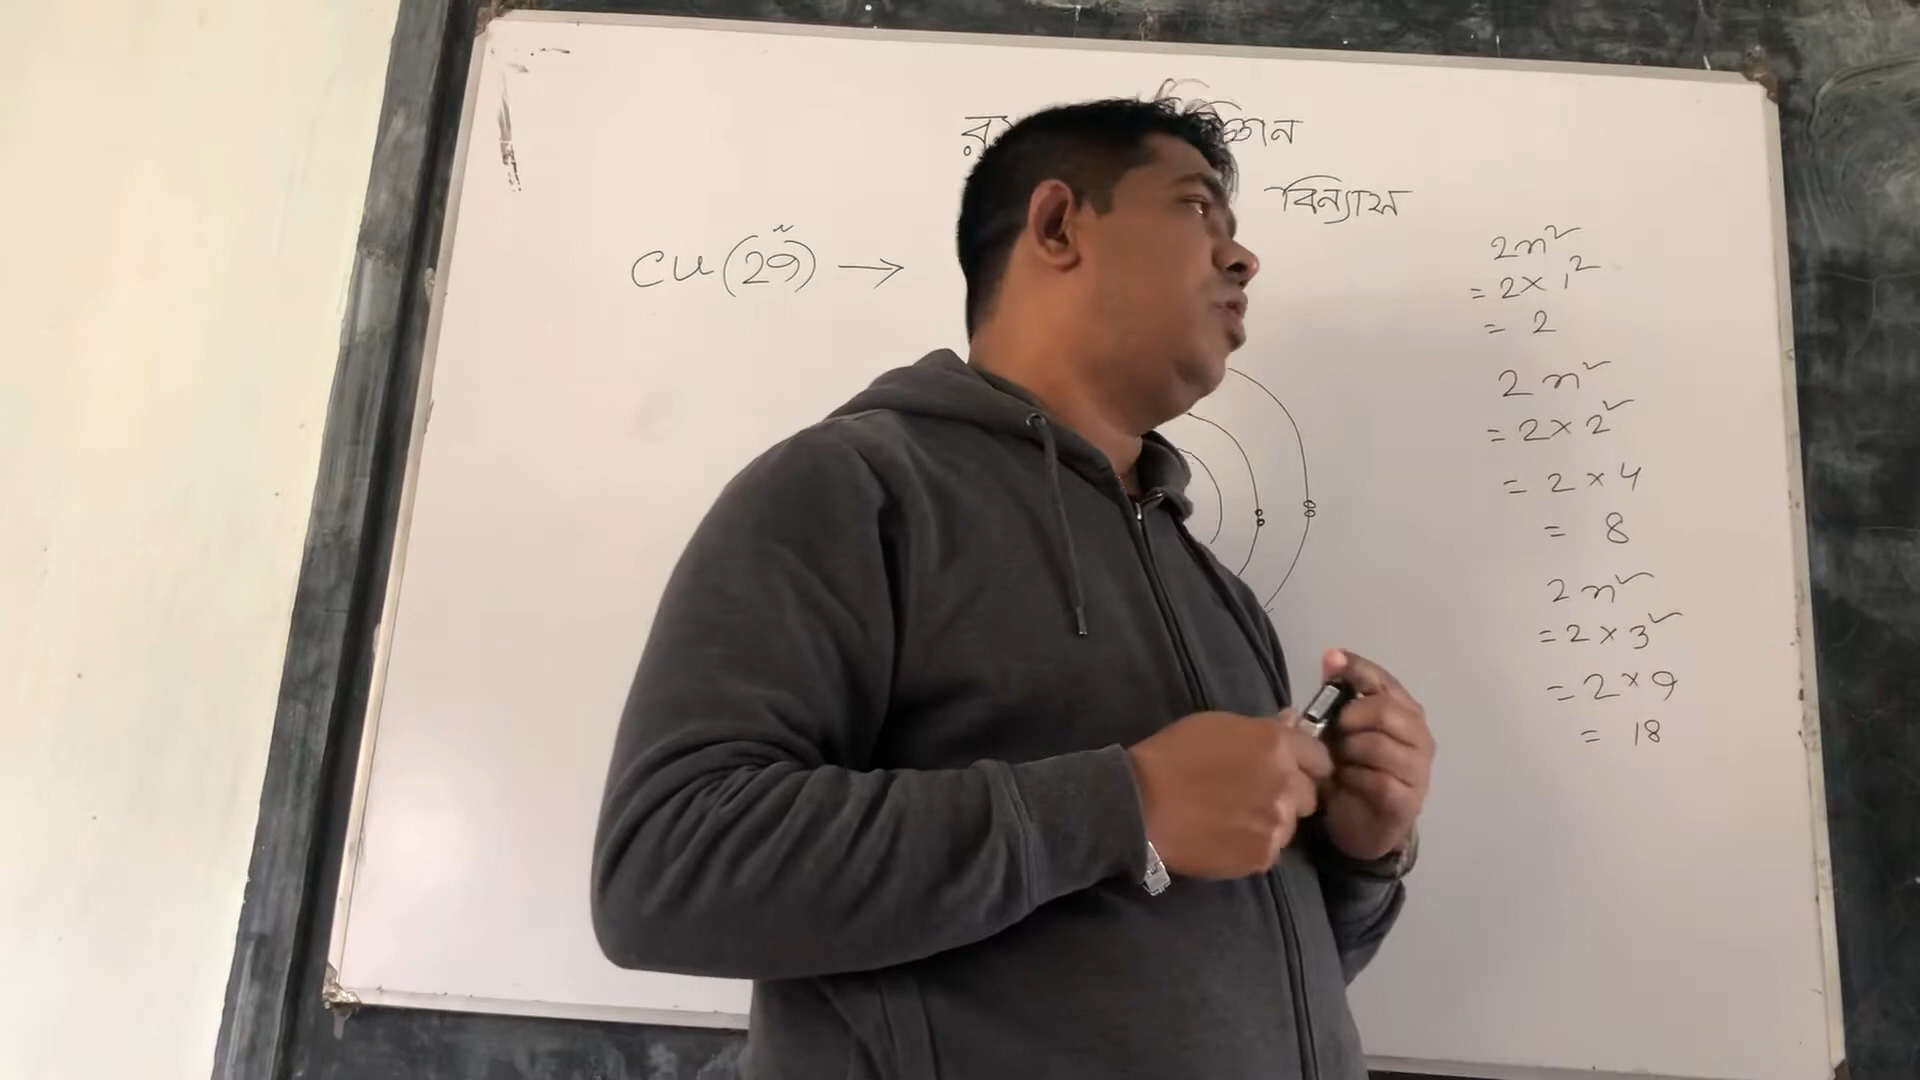 বিন্যাস
Cu (29) →
2n²
= 2 × 1²
= 2
2n²
= 2 × 2²
= 2 × 4
= 8
2n²
= 2 × 3²
= 2 × 9
= 18